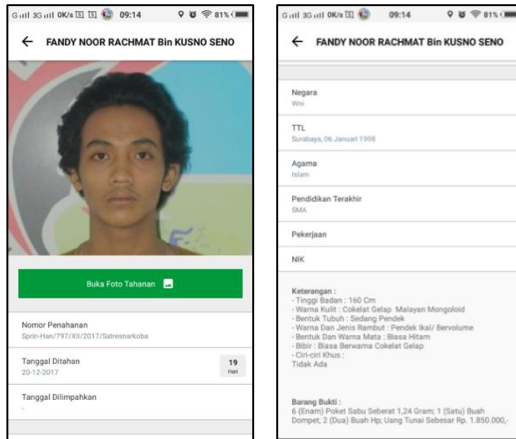 G 3G 0K/s 09:14 81%
FANDY NOOR RACHMAT Bin KUSNO SENO
Buka Foto Tahanan
Nomor Penahanan
Sprin-Han/797/XII/2017/Satresnarkoba
Tanggal Ditahan
20-12-2017
19
Hari
Tanggal Dilimpahkan
-
G 3G 0K/s 09:14 81%
FANDY NOOR RACHMAT Bin KUSNO SENO
Negara
Wni
TTL
Surabaya, 06 Januari 1998
Agama
Islam
Pendidikan Terakhir
SMA
Pekerjaan
NIK
Keterangan :
- Tinggi Badan : 160 Cm
- Warna Kulit : Cokelat Gelap Malayan Mongoloid
- Bentuk Tubuh : Sedang Pendek
- Warna Dan Jenis Rambut : Pendek Ikal/ Bervolume
- Bentuk Dan Warna Mata : Biasa Hitam
- Bibir : Biasa Berwarna Cokelat Gelap
- Ciri-ciri Khus :
Tidak Ada
Barang Bukti :
6 (Enam) Poket Sabu Seberat 1,24 Gram; 1 (Satu) Buah
Dompet; 2 (Dua) Buah Hp; Uang Tunai Sebesar Rp. 1.850.000,-